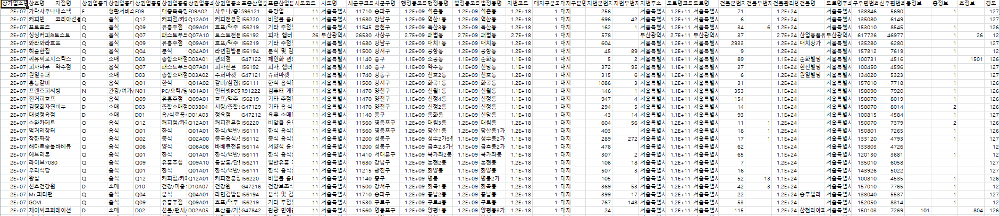 상가업소번 상호명 지점명 상권업종대 상권업종대 상권업종중 상권업종중 상권업종소 상권업종소 표준산업분 표준산업분 시도코드 시도명 시군구코드 시군구명 행정동코드 행정동명 법정동코드 법정동명 지번코드 대지구분코 대지구분명 지번본번지 지번부번지 지번주소 도로명코드 도로명 건물본번지 건물부번지 건물관리번 건물명 도로명주소 구우편번호 신우편번호 동정보 층정보 호정보 경도
2E+07 가락사우나내스낵 F 생활서비스 F09 대중목욕탕 F09A02 사우나/증기 S96121 욕탕업 11 서울특별시 11710 송파구 1.2E+09 석촌동 1.2E+09 석촌동 1.2E+18 1 대지 256 서울특별시 1.2E+11 서울특별시 71 1.2E+24 서울특별시 138846 5690 1 127
2E+07 커피빈 코리아선릉 Q 음식 Q12 커피점/카페 Q12A01 커피전문점 I56220 비알콜 음료 11 서울특별시 11680 강남구 1.2E+09 역삼1동 1.2E+09 역삼동 1.2E+18 1 대지 696 42 서울특별시 1.2E+11 서울특별시 6 1.2E+24 서울특별시 135080 6149 127
2E+07 프로포즈 Q 음식 Q09 유흥주점 Q09A01 호프/맥주 I56219 기타 주점업 11 서울특별시 11545 금천구 1.2E+09 독산3동 1.2E+09 독산동 1.2E+18 1 대지 162 1 서울특별시 1.2E+11 서울특별시 34 6 1.2E+24 서울특별시 153010 8545 1 126
2E+07 싱싱커피&토스트 Q 음식 Q07 패스트푸드 Q07A10 토스트전문 I56192 피자, 햄버 26 부산광역시 26530 사상구 2.7E+09 괘법동 2.7E+09 괘법동 2.7E+18 1 대지 578 부산광역시 2.7E+11 부산광역시 37 2.7E+24 산업용품유 부산광역시 617726 46977 1 26 12
2E+07 와라와라호프 Q 음식 Q09 유흥주점 Q09A01 호프/맥주 I56219 기타 주점업 11 서울특별시 11680 강남구 1.2E+09 대치1동 1.2E+09 대치동 1.2E+18 1 대지 604 서울특별시 1.2E+11 서울특별시 2933 1.2E+24 대치상가 서울특별시 135280 6280 1 127
2E+07 허술한집 Q 음식 Q04 분식 Q04A01 라면김밥분 I56194 분식 및 김 11 서울특별시 11500 강서구 1.2E+09 공항동 1.2E+09 공항동 1.2E+18 1 대지 45 89 서울특별시 1.2E+11 서울특별시 9 1.2E+24 서울특별시 157812 7619 1 12
2E+07 씨유씨로지스틱스 D 소매 D03 종합소매점 D03A01 편의점 G47122 체인화 편의 11 서울특별시 11140 중구 1.1E+09 소공동 1.1E+09 순화동 1.1E+18 1 대지 5 2 서울특별시 1.1E+11 서울특별시 89 1.1E+24 순화빌딩 서울특별시 100731 4516 1501 126
2E+07 피자마루 약수점 Q 음식 Q07 패스트푸드 Q07A01 피자전문 I56192 피자, 햄버 11 서울특별시 11140 중구 1.1E+09 약수동 1.1E+09 신당동 1.1E+18 1 대지 372 95 서울특별시 1.1E+11 서울특별시 37 1.1E+24 현진빌딩 서울특별시 100450 4596 1 127
2E+07 원일슈퍼 D 소매 D03 종합소매점 D03A02 수퍼마켓 G47121 슈퍼마켓 11 서울특별시 11740 강동구 1.2E+09 천호2동 1.2E+09 천호동 1.2E+18 1 대지 315 6 서울특별시 1.2E+11 서울특별시 6 1.2E+24 원일빌딩 서울특별시 134020 5323 1 127
2E+07 홍능갈비 Q 음식 Q01 한식 Q01A02 갈비/삼겹살 I56111 한식 음식점 11 서울특별시 11500 강서구 1.2E+09 화곡1동 1.2E+09 화곡동 1.2E+18 1 대지 1086 3 서울특별시 1.2E+11 서울특별시 31 1.2E+24 서울특별시 157010 7718 1 126
2E+07 프렌즈피씨방 N 관광/여가/ N01 PC/오락/당 N01A01 인터넷PC방 R91222 컴퓨터 게임 11 서울특별시 11470 양천구 1.1E+09 신월1동 1.1E+09 신월동 1.1E+18 1 대지 146 1 서울특별시 1.1E+11 서울특별시 353 1.1E+24 서울특별시 158090 7920 1 126
2E+07 진커피호프 Q 음식 Q09 유흥주점 Q09A01 호프/맥주 I56219 기타 주점업 11 서울특별시 11470 양천구 1.1E+09 신정4동 1.1E+09 신정동 1.1E+18 1 대지 947 4 서울특별시 1.1E+11 서울특별시 154 1.1E+24 서울특별시 158070 8019 1 126
2E+07 김명희자연비누 D 소매 D03 종합소매점 D03B04 시장/종합상 G47129 기타 음·식 11 서울특별시 11470 양천구 1.1E+09 신정2동 1.1E+09 신정동 1.1E+18 1 대지 294 5 서울특별시 1.1E+11 서울특별시 14 1.1E+24 서울특별시 158070 8014 2 126
2E+07 대성정육점 D 소매 D01 음/식료품소 D01A03 정육점 G47212 육류 소매업 11 서울특별시 11140 중구 1.1E+09 동화동 1.1E+09 신당동 1.1E+18 1 대지 43 14 서울특별시 1.1E+11 서울특별시 93 1.1E+24 서울특별시 100815 4584 1 127
2E+07 스완카페트 Q 음식 Q12 커피점/카페 Q12A01 커피전문점 I56220 비알콜 음료 11 서울특별시 11560 영등포구 1.2E+09 대림3동 1.2E+09 대림동 1.2E+18 1 대지 604 56 서울특별시 1.2E+11 서울특별시 11 1 1.2E+24 서울특별시 150070 7379 2 126
2E+07 먹거리장터 Q 음식 Q01 한식 Q01A01 한식/백반/ I56111 한식 음식점 11 서울특별시 11560 영등포구 1.2E+09 당산1동 1.2E+09 당산동1가 1.2E+18 1 대지 403 서울특별시 1.2E+11 서울특별시 18 1 1.2E+24 서울특별시 150801 7265 1 126
2E+07 착한짜장 Q 음식 Q02 중식 Q02A00 중국음식/중 I56112 중식 음식점 11 서울특별시 11200 성동구 1.1E+09 성수2가3동 1.1E+09 성수동2가 1.1E+18 1 대지 289 272 서울특별시 1.1E+11 서울특별시 17 1 1.1E+24 서울특별시 133120 4793 1 127
2E+07 해마로숯불바베큐 Q 음식 Q06 양식 Q06A06 바베큐전문 I56114 서양식 음식 11 서울특별시 11200 성동구 1.1E+09 금호2.3가동 1.1E+09 금호동2가 1.1E+18 1 대지 478 서울특별시 1.1E+11 서울특별시 62 1.1E+24 서울특별시 133803 4726 12
2E+07 에브리톤 Q 음식 Q01 한식 Q01A01 한식/백반/ I56111 한식 음식점 11 서울특별시 11410 서대문구 1.1E+09 북가좌2동 1.1E+09 북가좌동 1.1E+18 1 대지 307 2 서울특별시 1.1E+11 서울특별시 65 1.1E+24 서울특별시 120130 3681 1 12
2E+07 라이브7080 Q 음식 Q09 유흥주점 Q09A10 룸살롱/단란 I56211 일반유흥 주 11 서울특별시 11680 강남구 1.2E+09 논현2동 1.2E+09 논현동 1.2E+18 1 대지 106 18 서울특별시 1.2E+11 서울특별시 7 1.2E+24 서울특별시 135010 6058 127
2E+07 우리식당 Q 음식 Q01 한식 Q01A01 한식/백반/ I56111 한식 음식점 11 서울특별시 11215 광진구 1.1E+09 화양동 1.1E+09 화양동 1.1E+18 1 대지 507 3 서울특별시 1.1E+11 서울특별시 16 1.1E+24 서울특별시 143926 5022 127
2E+07 왕실 Q 음식 Q12 커피점/카페 Q12A01 커피전문점 I56220 비알콜 음료 11 서울특별시 11140 중구 1.1E+09 명동 1.1E+09 명동2가 1.1E+18 1 대지 105 서울특별시 1.1E+11 서울특별시 52 13 1.1E+24 서울특별시 100810 4535 1 126
2E+07 신호건강원 D 소매 D10 건강/미용식 D10A07 건강원 G47216 건강보조식 11 서울특별시 11500 강서구 1.2E+09 화곡1동 1.2E+09 화곡동 1.2E+18 1 대지 369 53 서울특별시 1.2E+11 서울특별시 42 3 1.2E+24 서울특별시 157010 7765 1 12
2E+07 Mr.피터팬 Q 음식 Q04 분식 Q04A01 라면김밥분 I56194 분식 및 김 11 서울특별시 11710 송파구 1.2E+09 풍납2동 1.2E+09 풍납동 1.2E+18 1 대지 399 17 서울특별시 1.2E+11 서울특별시 22 1.2E+24 송주빌라 서울특별시 138040 5537 1 127
2E+07 GOVI Q 음식 Q09 유흥주점 Q09A01 호프/맥주 I56219 기타 주점업 11 서울특별시 11530 구로구 1.2E+09 구로4동 1.2E+09 구로동 1.2E+18 1 대지 767 148 서울특별시 1.2E+11 서울특별시 53 1.2E+24 서울특별시 152050 8314 1 12
2E+07 제이씨코퍼레이션 D 소매 D02 선물/팬시/ D02A05 토산품/기념 G47842 관광 민예품 11 서울특별시 11560 영등포구 1.2E+09 양평1동 1.2E+09 양평동3가 1.2E+18 1 대지 24 서울특별시 1.2E+11 서울특별시 115 1.2E+24 삼천리아파 서울특별시 150103 7269 101 804 126